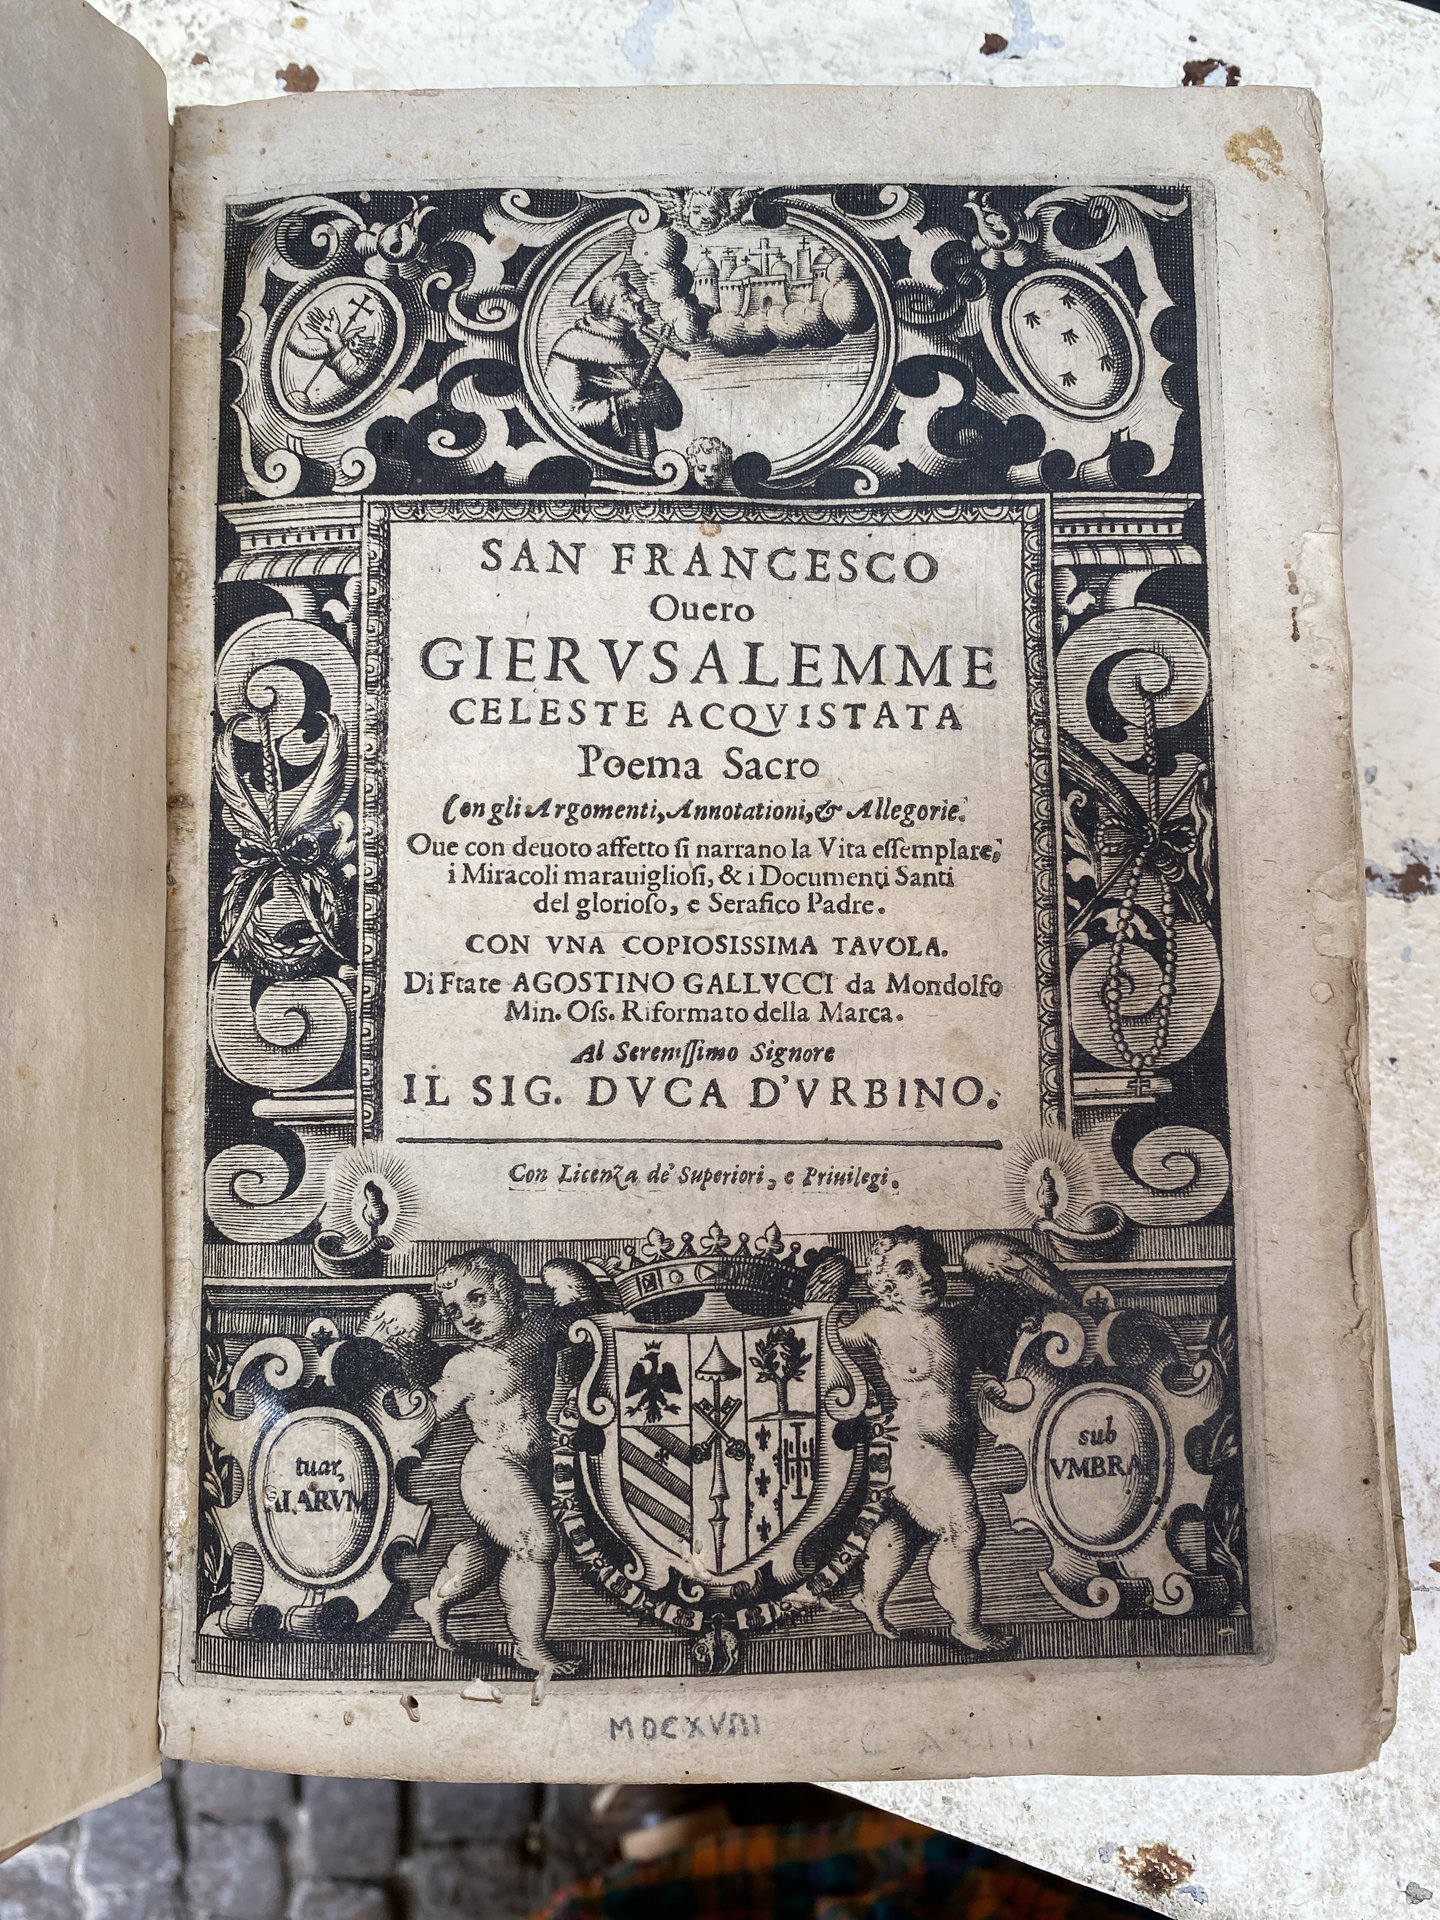 SAN FRANCESCO
Ouero
GIERVSALEMME
CELESTE ACQVISTATA
Poema Sacro
Con gli Argomenti, Annotationi, & Allegorie.
Oue con deuoto affetto si narrano la Vita essemplare,
i Miracoli marauigliosi, & i Documenti Santi
del glorioso, e Serafico Padre.
CON VNA COPIOSISSIMA TAVOLA.
Di Frate AGOSTINO GALLVCCI da Mondolfo
Min. Oss. Riformato della Marca.
Al Serenissimo Signore
IL SIG. DVCA D'VRBINO.
Con Licenza de' Superiori, e Priuilegi.
tuar,
ALARVM
sub
VMBRA